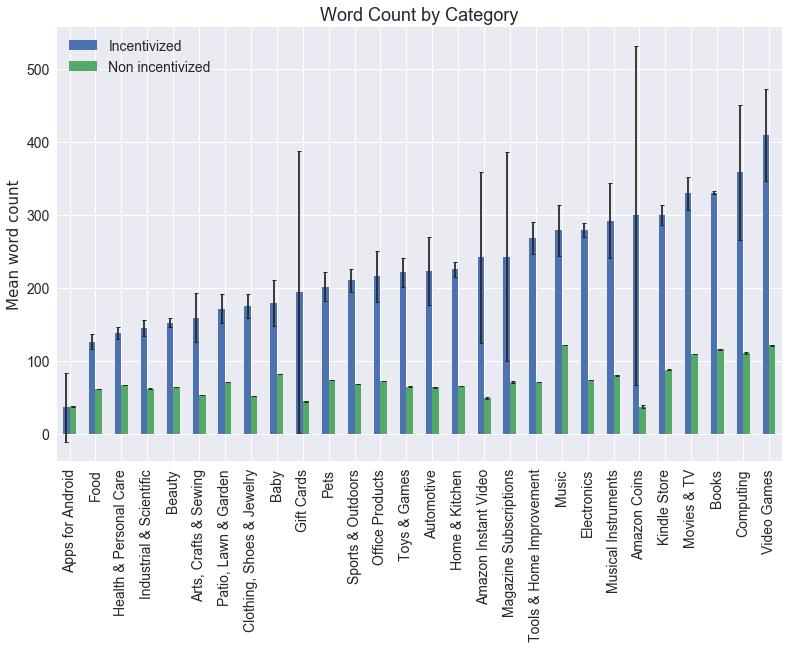 Word Count by Category
Incentivized
Non incentivized
Mean word count
500
400
300
200
100
0
Apps for Android
Food
Health & Personal Care
Industrial & Scientific
Beauty
Arts, Crafts & Sewing
Patio, Lawn & Garden
Clothing, Shoes & Jewelry
Baby
Gift Cards
Pets
Sports & Outdoors
Office Products
Toys & Games
Automotive
Home & Kitchen
Amazon Instant Video
Magazine Subscriptions
Tools & Home Improvement
Music
Electronics
Musical Instruments
Amazon Coins
Kindle Store
Movies & TV
Books
Computing
Video Games